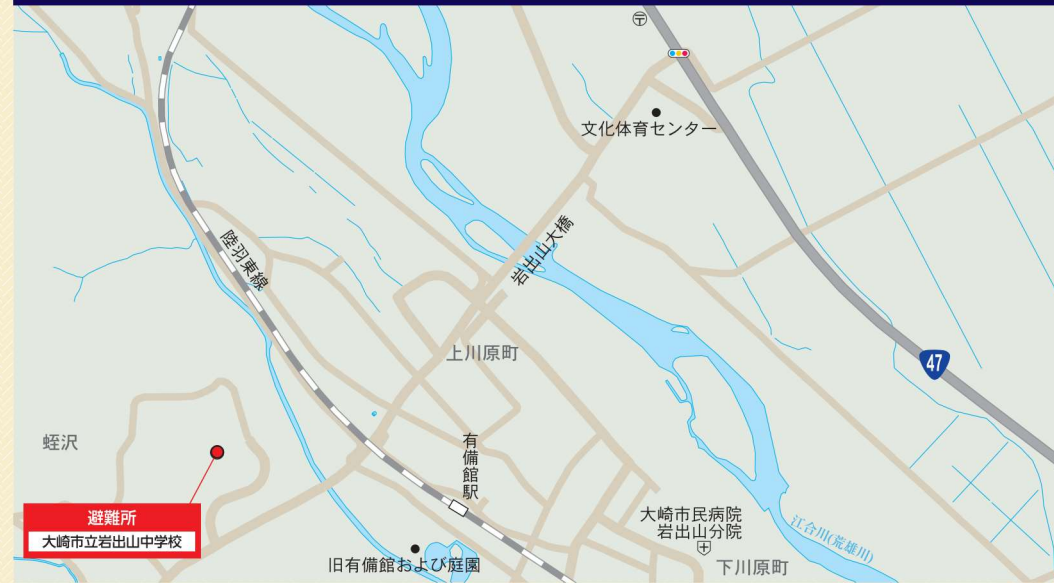 〒
文化体育センター
岩出山大橋
陸羽東線
上川原町
47
蛭沢
有備館駅
避難所
大崎市立岩出山中学校
大崎市民病院
岩出山分院
江合川(荒雄川)
旧有備館および庭園
下川原町